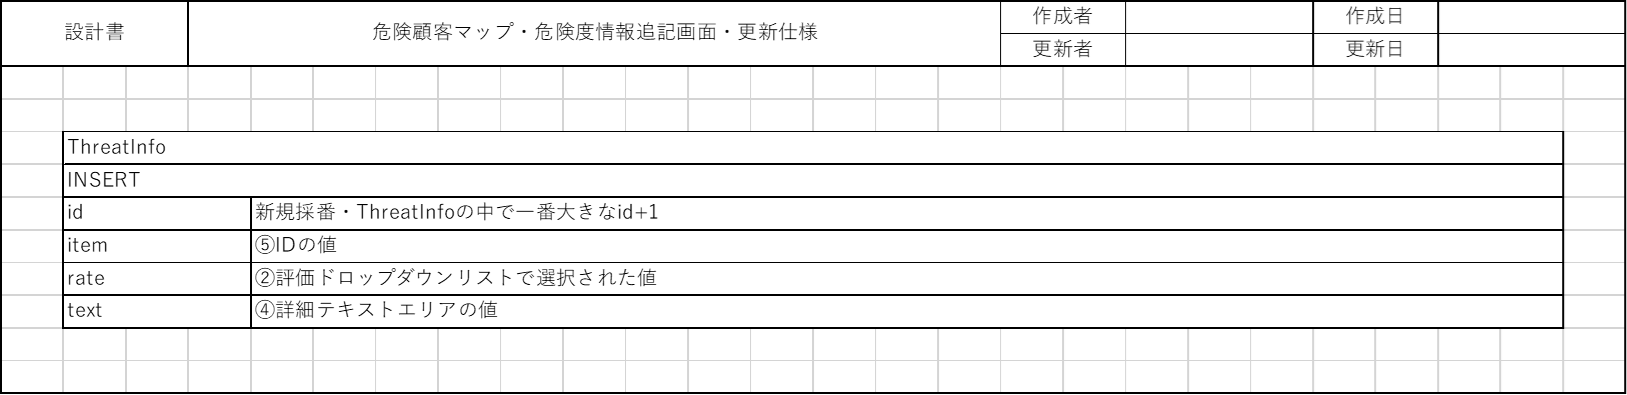 設計書
危険顧客マップ・危険度情報追記画面・更新仕様
作成者
作成日
更新者
更新日
ThreatInfo
INSERT
id 新規採番・ThreatInfoの中で一番大きなid+1
item ⑤IDの値
rate ②評価ドロップダウンリストで選択された値
text ④詳細テキストエリアの値